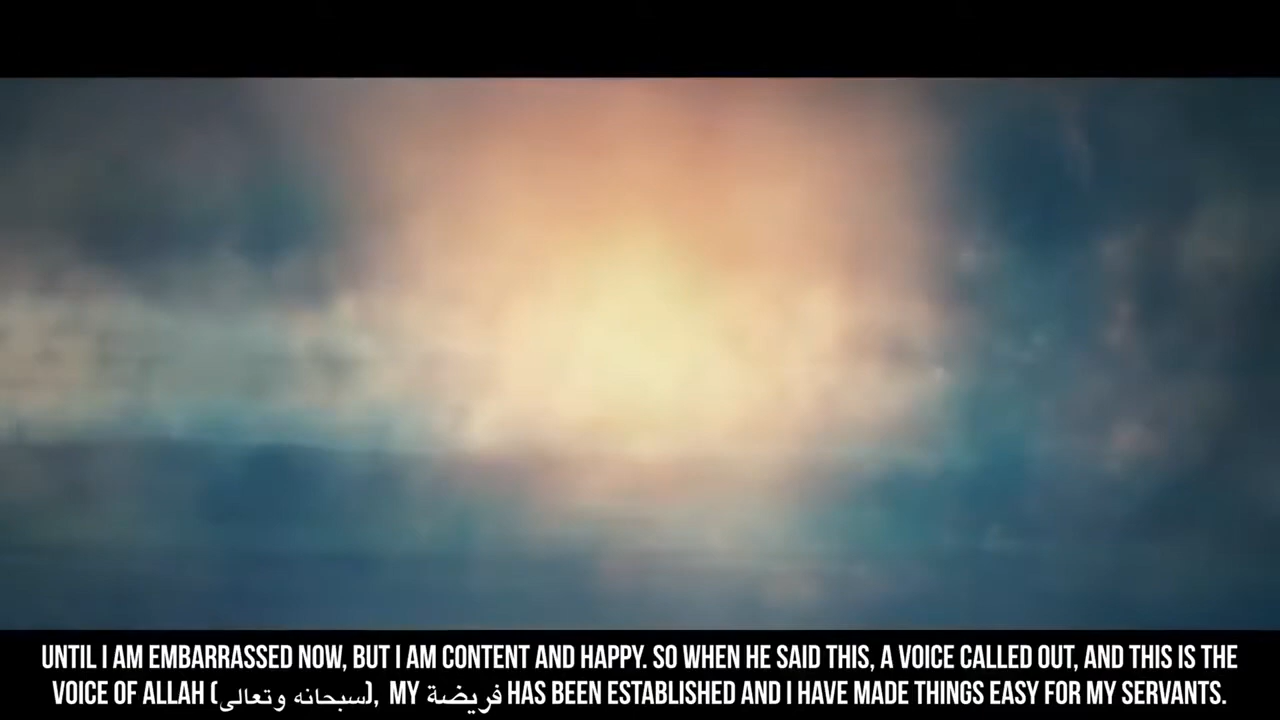 UNTIL I AM EMBARRASSED NOW, BUT I AM CONTENT AND HAPPY. SO WHEN HE SAID THIS, A VOICE CALLED OUT, AND THIS IS THE
VOICE OF ALLAH (سبحانه وتعالى), MY فريضة HAS BEEN ESTABLISHED AND I HAVE MADE THINGS EASY FOR MY SERVANTS.